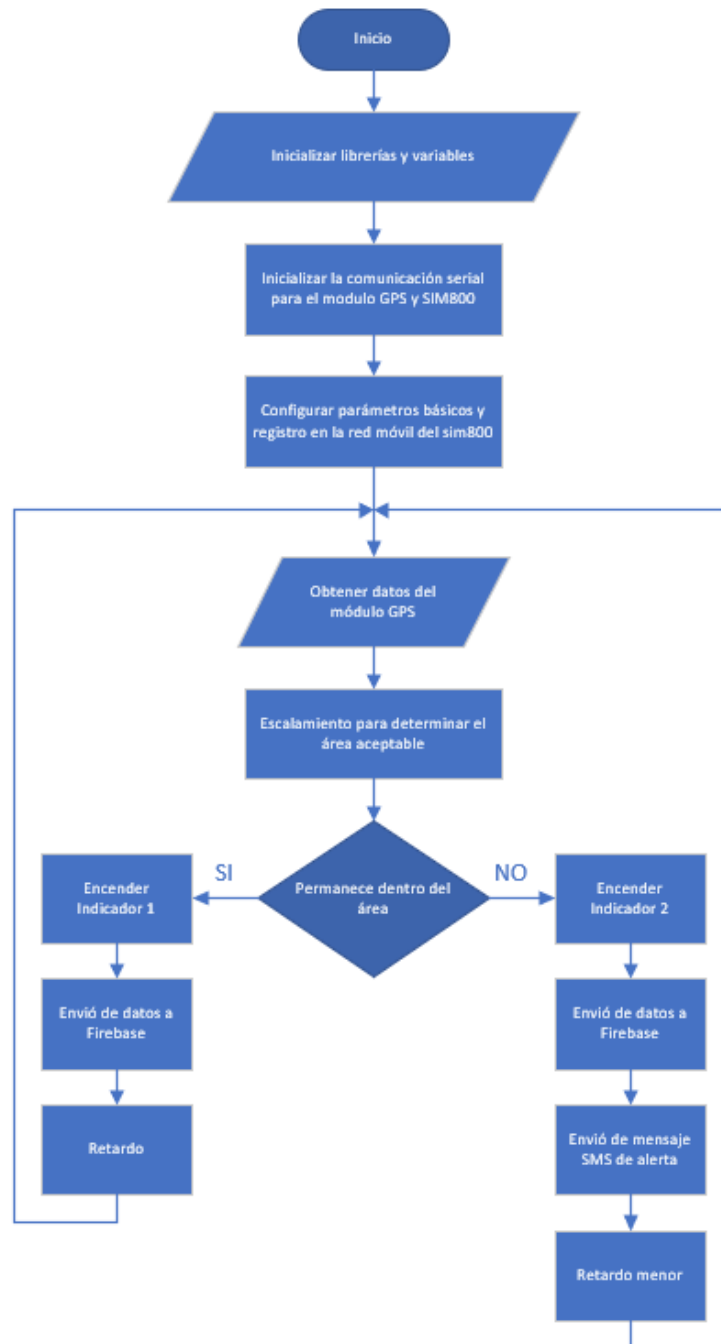 Inicio
Inicializar librerías y variables
Inicializar la comunicación serial
para el modulo GPS y SIM800
Configurar parámetros básicos y
registro en la red móvil del sim800
Obtener datos del
módulo GPS
Escalamiento para determinar el
área aceptable
Permanece dentro del
área
SI
Encender
Indicador 1
Envió de datos a
Firebase
Retardo
NO
Encender
Indicador 2
Envió de datos a
Firebase
Envió de mensaje
SMS de alerta
Retardo menor